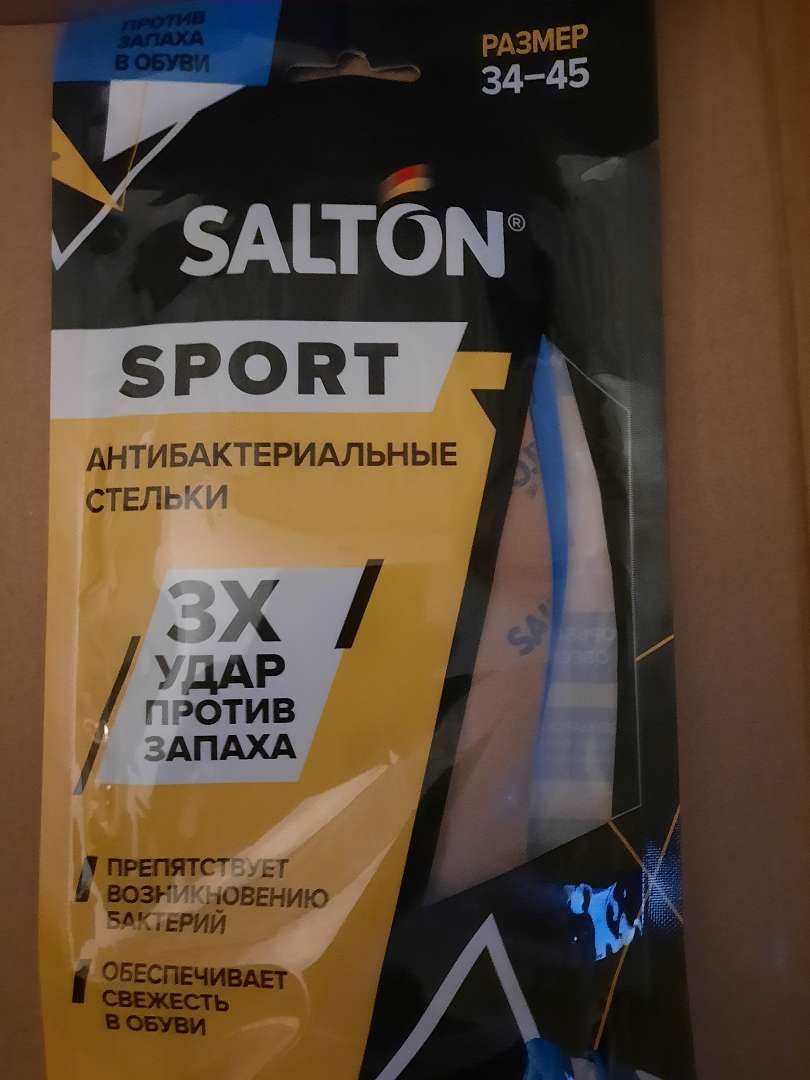 ПРОТИВ
ЗАПАХА
В ОБУВИ
РАЗМЕР
34–45
SALTON®
SPORT
АНТИБАКТЕРИАЛЬНЫЕ
СТЕЛЬКИ
3X
УДАР
ПРОТИВ
ЗАПАХА
ПРЕПЯТСТВУЕТ
ВОЗНИКНОВЕНИЮ
БАКТЕРИЙ
ОБЕСПЕЧИВАЕТ
СВЕЖЕСТЬ
В ОБУВИ